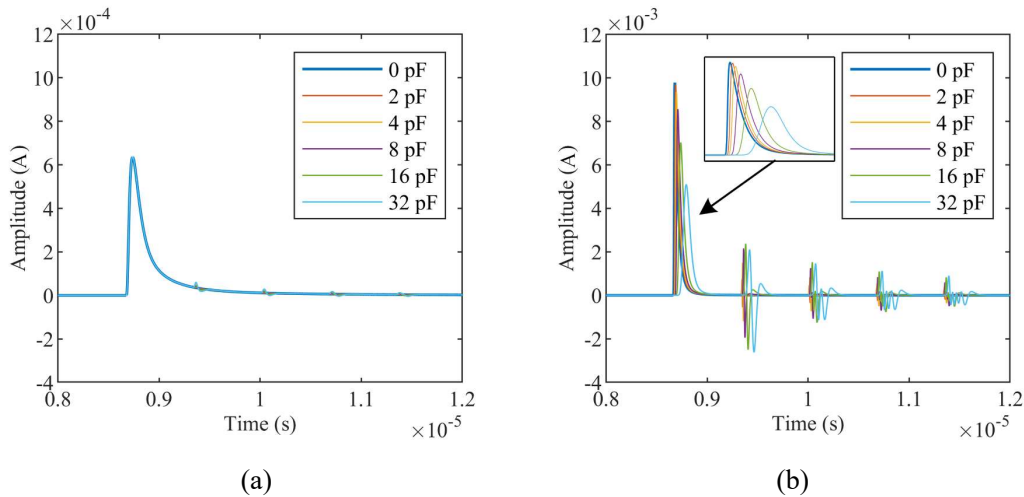 ×10-4
12
10
8
6
4
2
0
-2
-4
Amplitude (A)
0 pF
2 pF
4 pF
8 pF
16 pF
32 pF
0.8 0.9 1 1.1 1.2
Time (s)
×10-5
(a)
×10-3
12
10
8
6
4
2
0
-2
-4
Amplitude (A)
0 pF
2 pF
4 pF
8 pF
16 pF
32 pF
0.8 0.9 1 1.1 1.2
Time (s)
×10-5
(b)